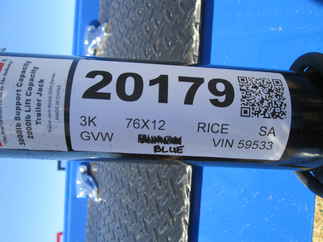 3000lb Support Capacity
2000lb Lift Capacity
Trailer Jack
20179
3K 76X12 RICE SA
GVW BLUE VIN 59533